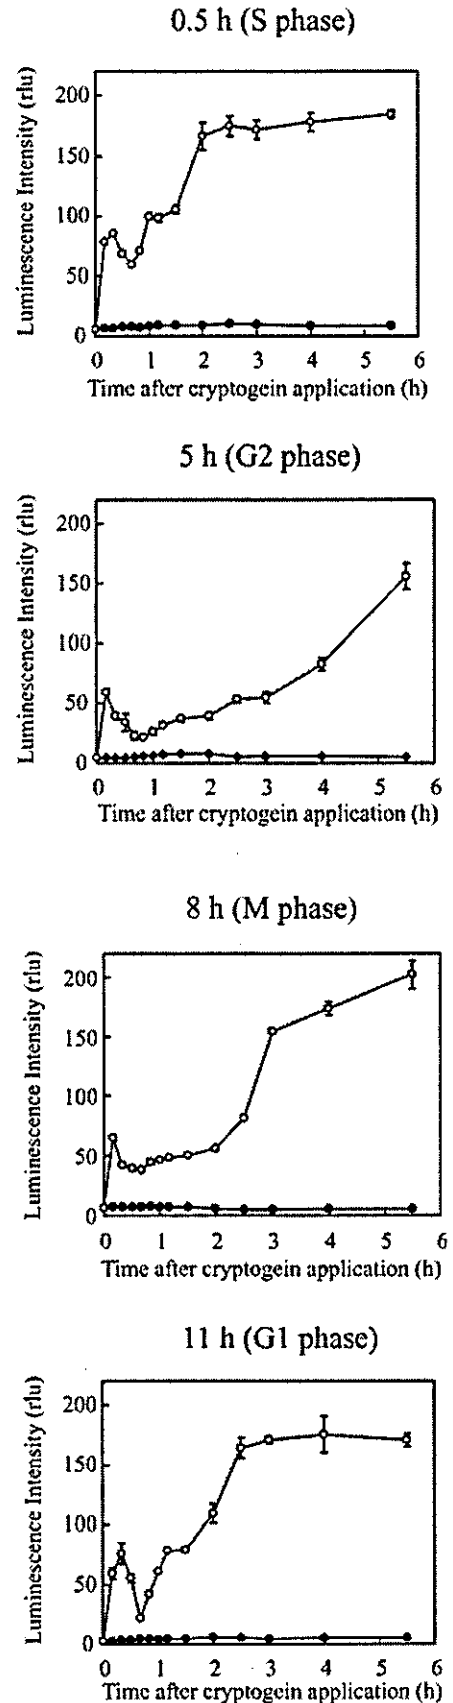 0.5 h (S phase)
Luminescence Intensity (rlu)
200
150
100
50
0
0 1 2 3 4 5 6
Time after cryptogein application (h)
5 h (G2 phase)
Luminescence Intensity (rlu)
200
150
100
50
0
0 1 2 3 4 5 6
Time after cryptogein application (h)
8 h (M phase)
Luminescence Intensity (rlu)
200
150
100
50
0
0 1 2 3 4 5 6
Time after cryptogein application (h)
11 h (G1 phase)
Luminescence Intensity (rlu)
200
150
100
50
0
0 1 2 3 4 5 6
Time after cryptogein application (h)